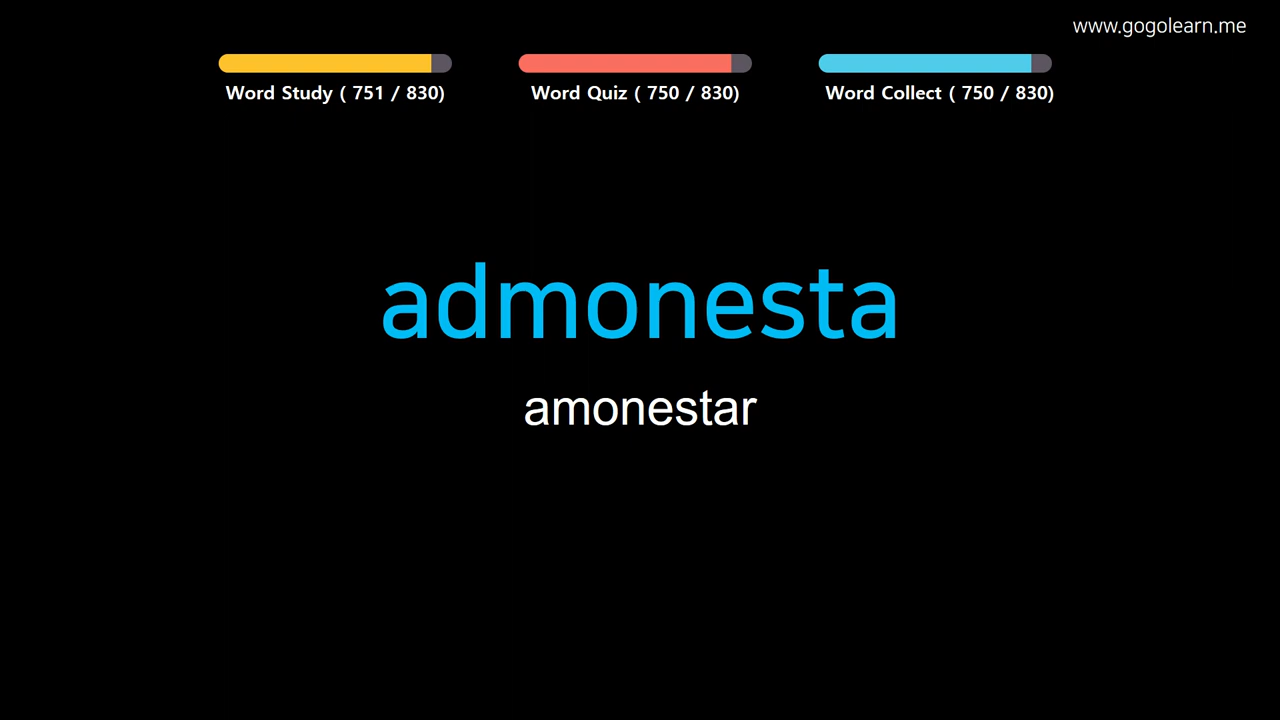 www.gogolearn.me
Word Study ( 751 / 830)
Word Quiz ( 750 / 830)
Word Collect ( 750 / 830)
admonesta
amonestar